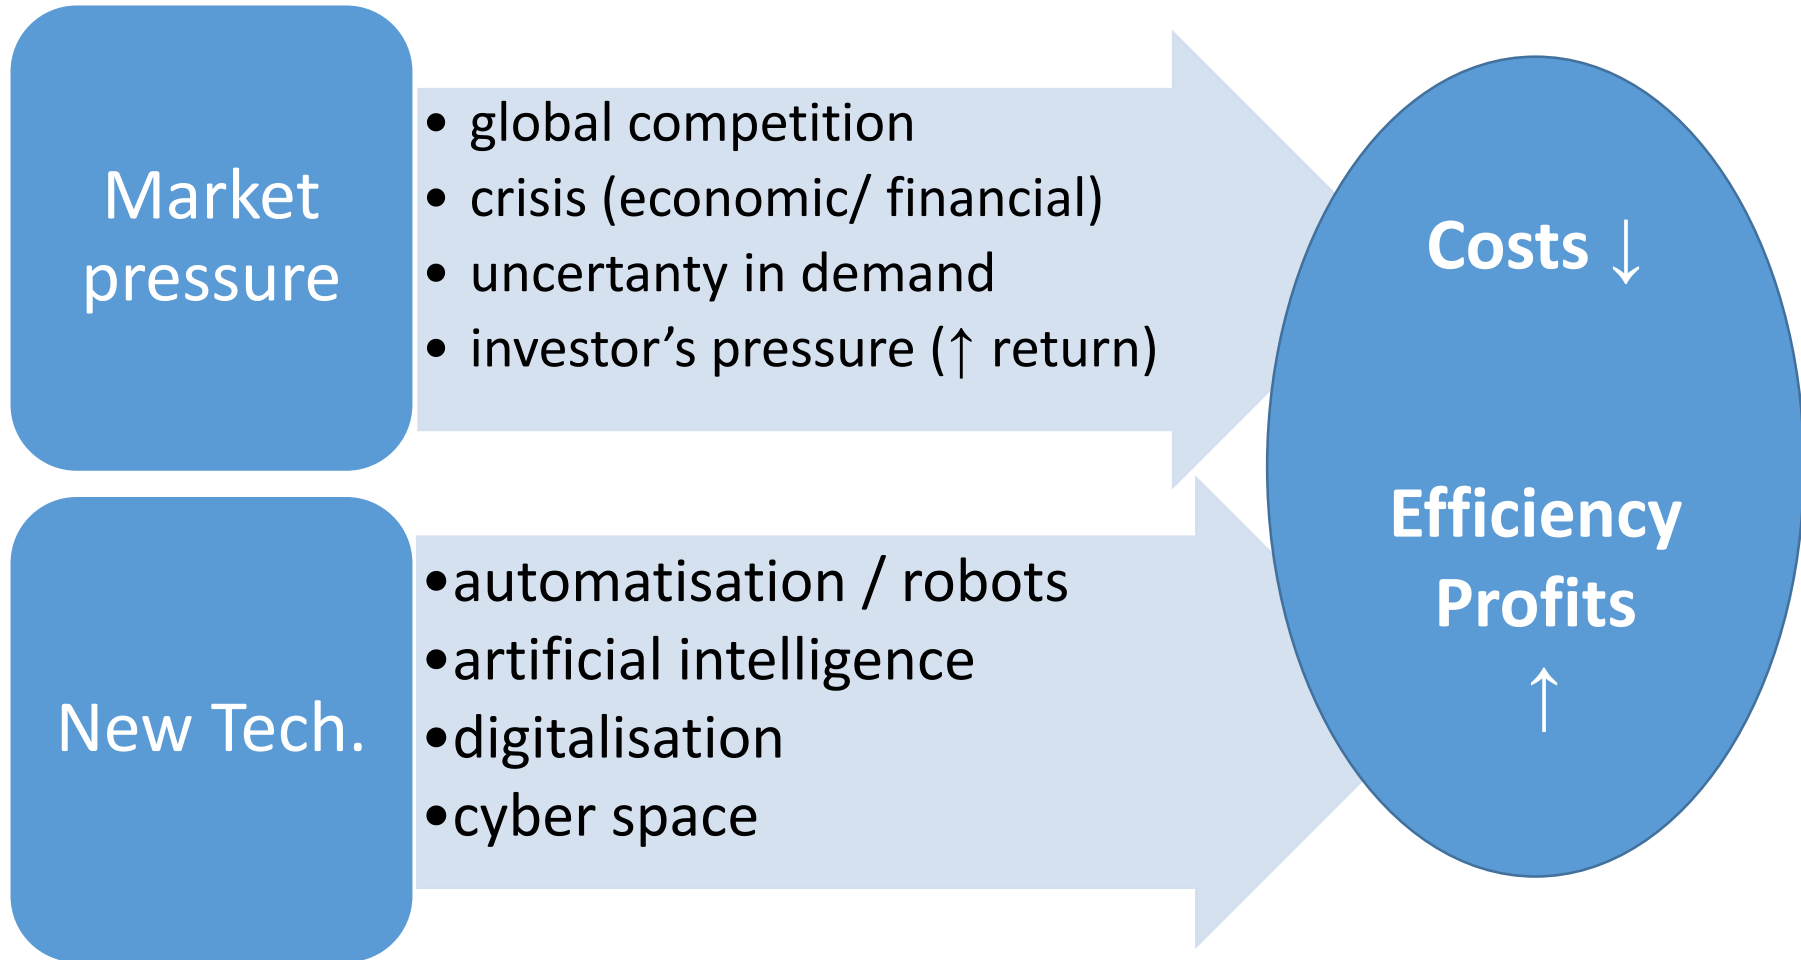 Market
pressure
• global competition
• crisis (economic/ financial)
• uncertanty in demand
• investor’s pressure (↑ return)
New Tech.
•automatisation / robots
•artificial intelligence
•digitalisation
•cyber space
Costs ↓
Efficiency
Profits
↑